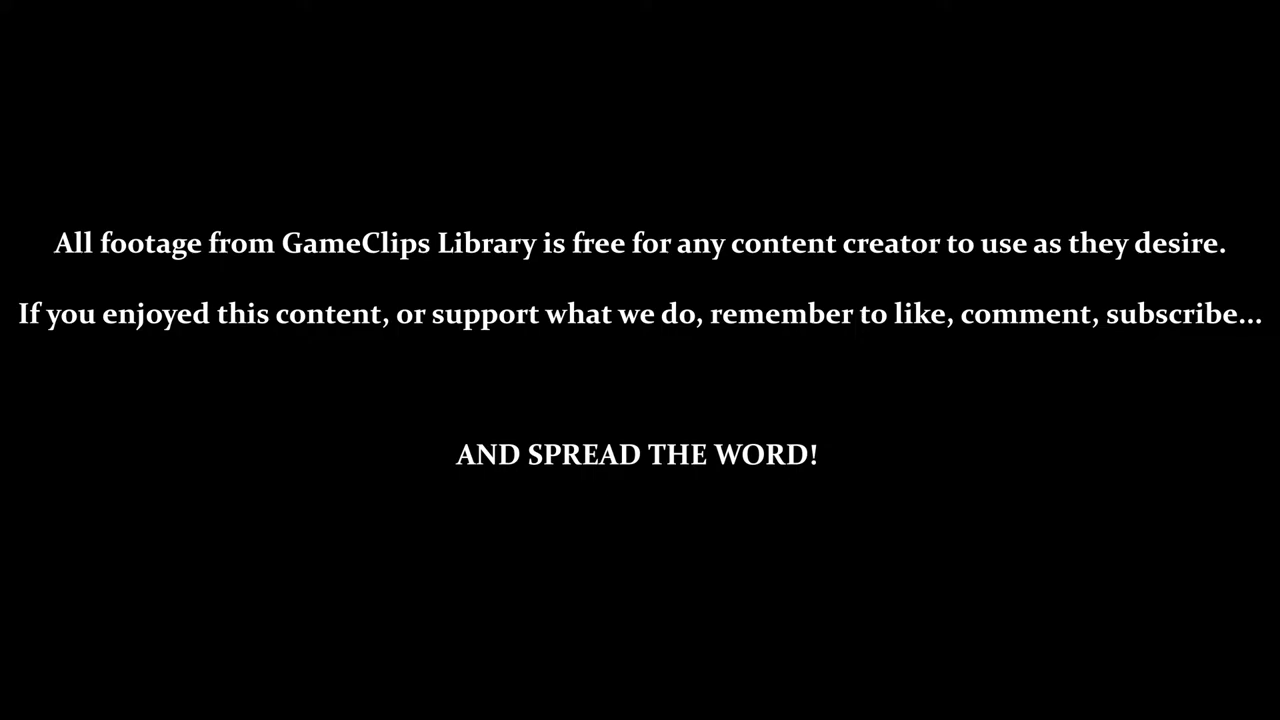 All footage from GameClips Library is free for any content creator to use as they desire.
If you enjoyed this content, or support what we do, remember to like, comment, subscribe...
AND SPREAD THE WORD!